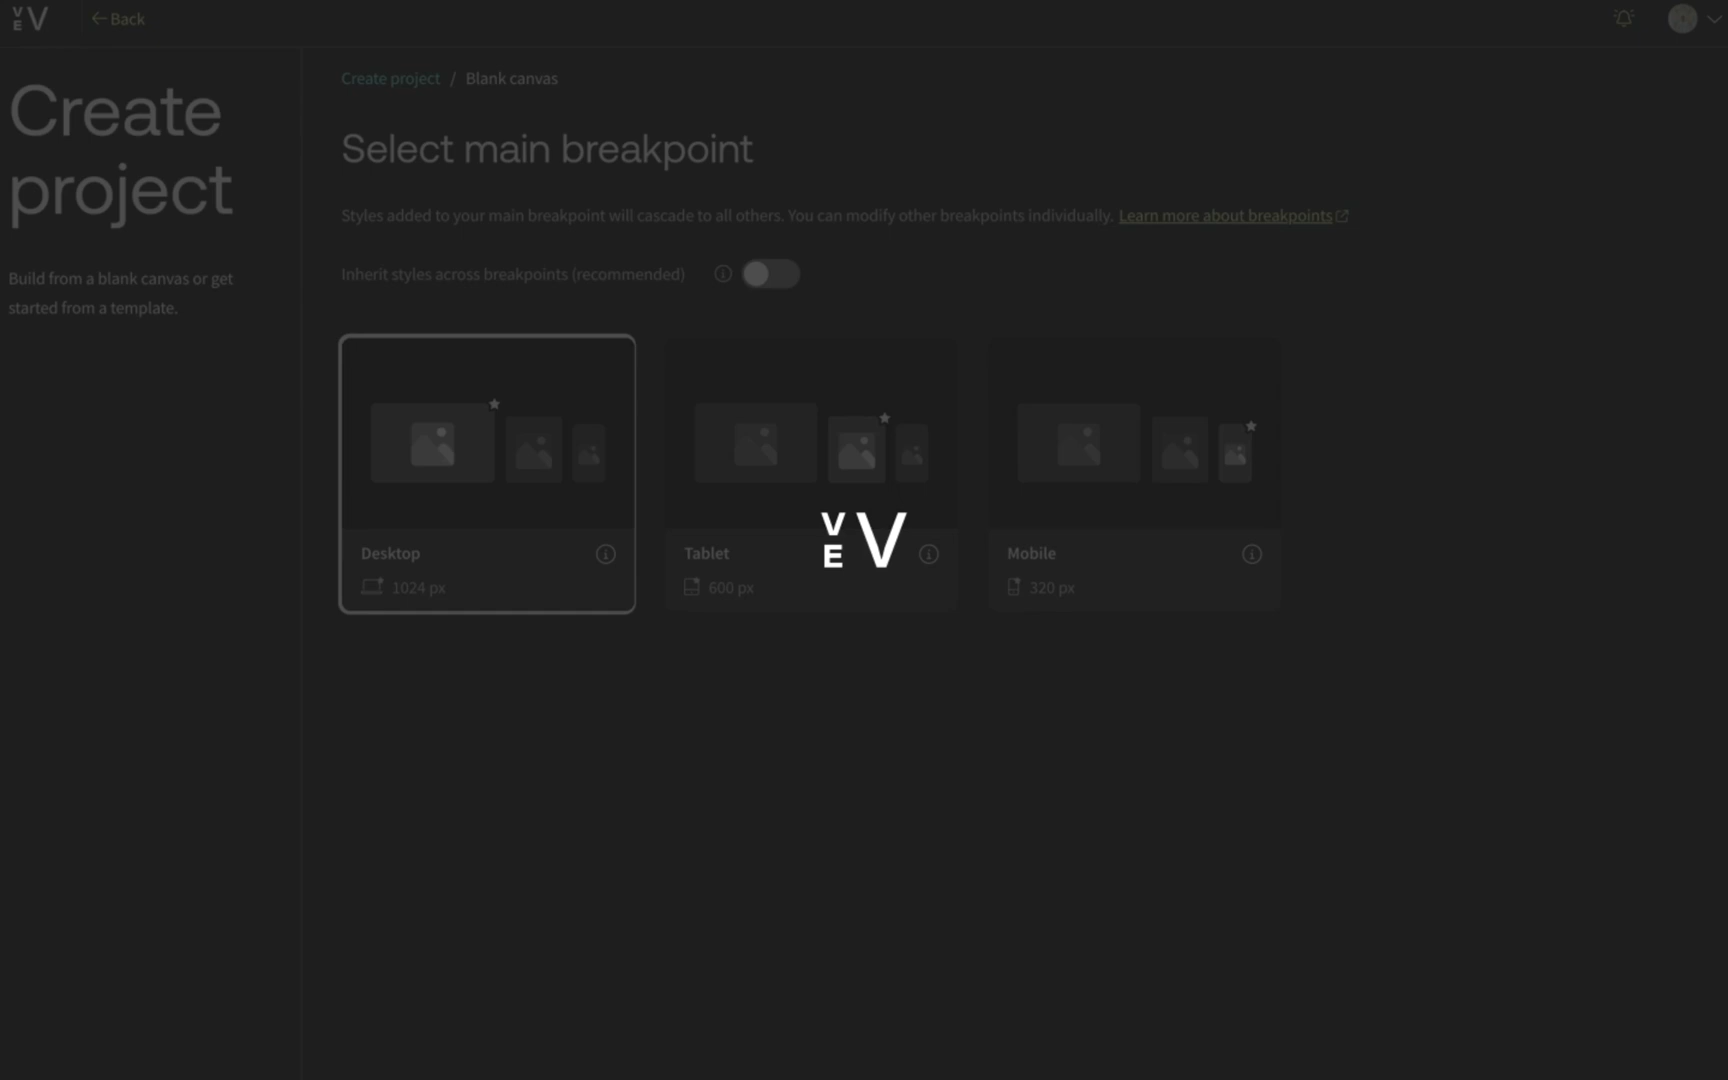 VEV
← Back
Create
project
Build from a blank canvas or get
started from a template.
Create project / Blank canvas
Select main breakpoint
Styles added to your main breakpoint will cascade to all others. You can modify other breakpoints individually. Learn more about breakpoints
Inherit styles across breakpoints (recommended)
Desktop
1024 px
Tablet
600 px
Mobile
320 px
VEV